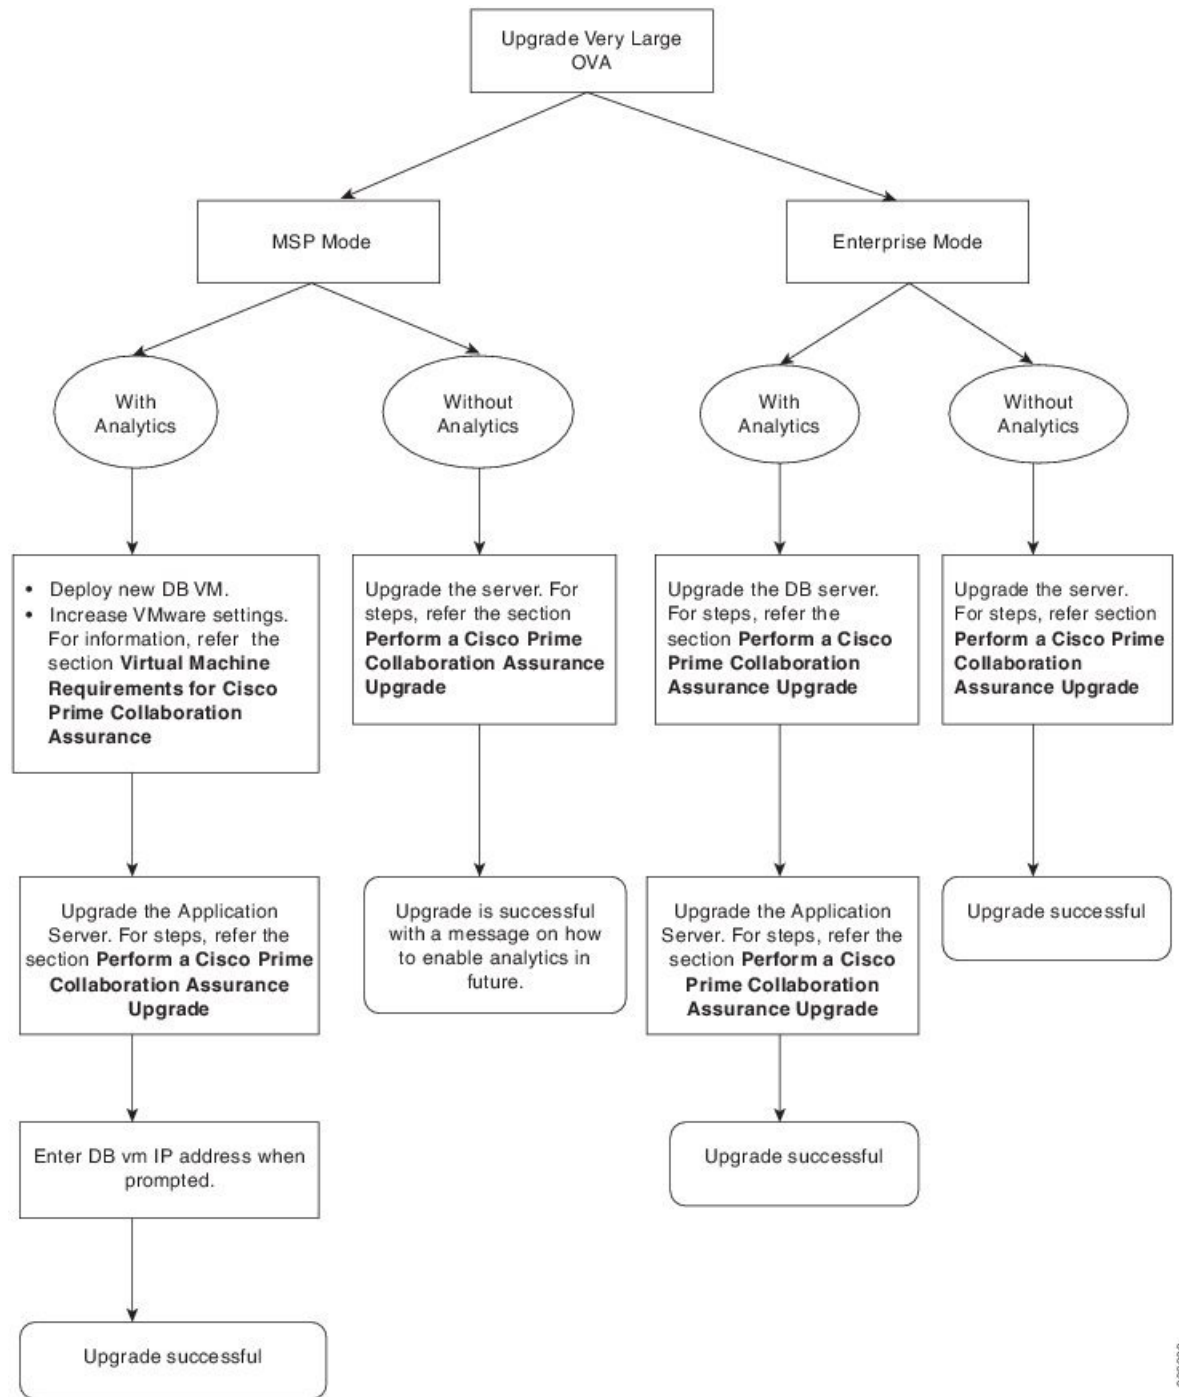 Upgrade Very Large
OVA
MSP Mode
Enterprise Mode
With
Analytics
Without
Analytics
With
Analytics
Without
Analytics
• Deploy new DB VM.
• Increase VMware settings.
For information, refer the
section Virtual Machine
Requirements for Cisco
Prime Collaboration
Assurance
Upgrade the server. For
steps, refer the section
Perform a Cisco Prime
Collaboration Assurance
Upgrade
Upgrade the DB server.
For steps, refer the
section Perform a Cisco
Prime Collaboration
Assurance Upgrade
Upgrade the server.
For steps, refer section
Perform a Cisco Prime
Collaboration
Assurance Upgrade
Upgrade the Application
Server. For steps, refer the
section Perform a Cisco Prime
Collaboration Assurance
Upgrade
Upgrade is successful
with a message on how
to enable analytics in
future.
Upgrade the Application
Server. For steps, refer the
section Perform a Cisco
Prime Collaboration
Assurance Upgrade
Upgrade successful
Enter DB vm IP address when
prompted.
Upgrade successful
Upgrade successful